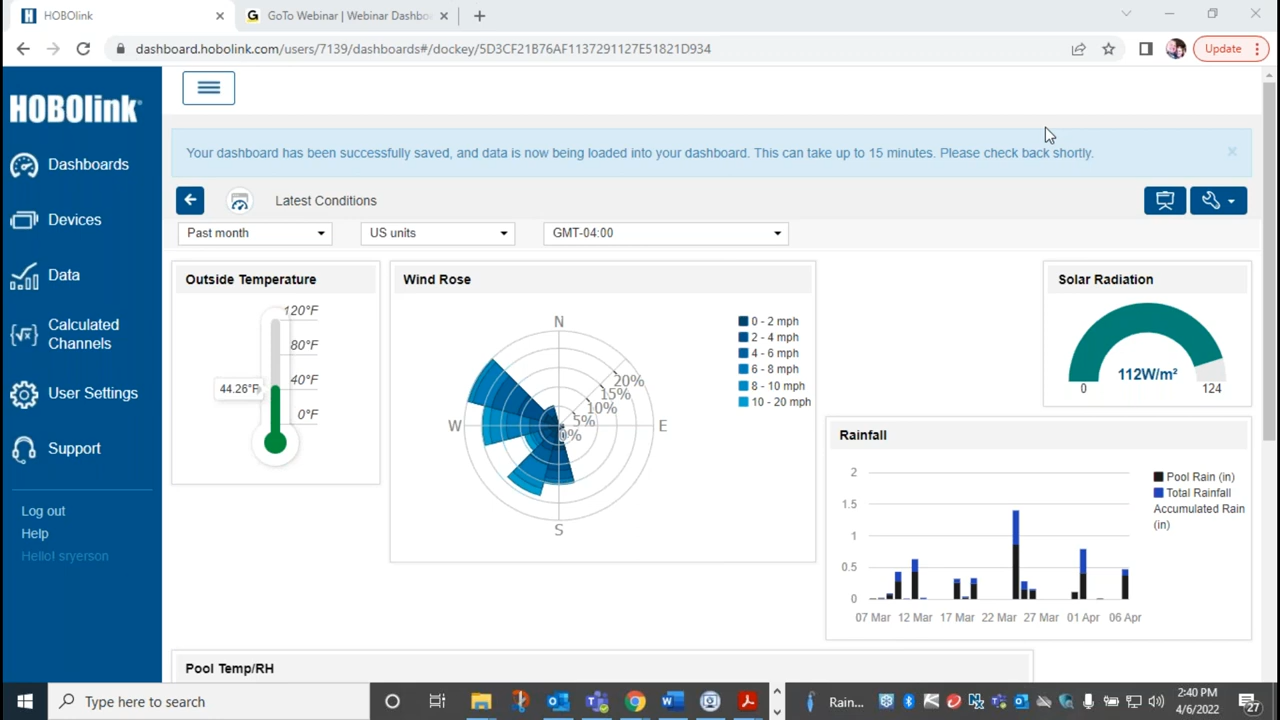 HOBOlink
GoTo Webinar | Webinar Dashbo
dashboard.hobolink.com/users/7139/dashboards#/dockey/5D3CF21B76AF1137291127E51821D934
Update
HOBOlink®
Dashboards
Devices
Data
Calculated
Channels
User Settings
Support
Log out
Help
Hello! sryerson
Your dashboard has been successfully saved, and data is now being loaded into your dashboard. This can take up to 15 minutes. Please check back shortly.
Latest Conditions
Past month
US units
GMT-04:00
Outside Temperature
120°F
80°F
44.26°F
40°F
0°F
Wind Rose
N
W
E
S
20%
15%
10%
5%
0%
0 - 2 mph
2 - 4 mph
4 - 6 mph
6 - 8 mph
8 - 10 mph
10 - 20 mph
Solar Radiation
112W/m²
0
124
Rainfall
2
1.5
1
0.5
0
07 Mar 12 Mar 17 Mar 22 Mar 27 Mar 01 Apr 06 Apr
Pool Rain (in)
Total Rainfall
Accumulated Rain
(in)
Pool Temp/RH
Type here to search
Rain...
2:40 PM
4/6/2022
27